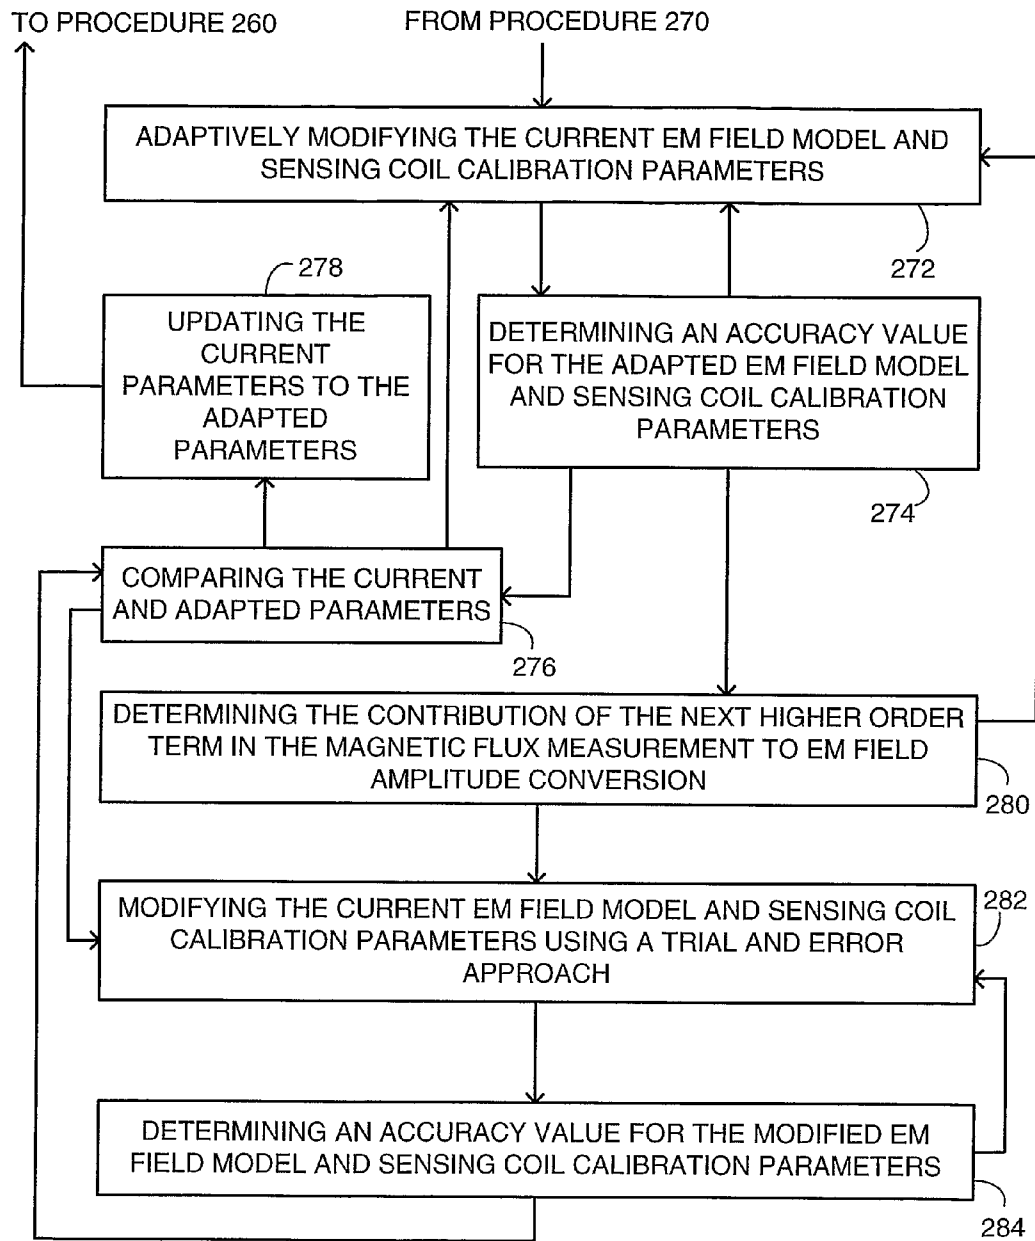 TO PROCEDURE 260
FROM PROCEDURE 270
ADAPTIVELY MODIFYING THE CURRENT EM FIELD MODEL AND
SENSING COIL CALIBRATION PARAMETERS
272
278
UPDATING THE
CURRENT
PARAMETERS TO THE
ADAPTED
PARAMETERS
DETERMINING AN ACCURACY VALUE
FOR THE ADAPTED EM FIELD MODEL
AND SENSING COIL CALIBRATION
PARAMETERS
274
COMPARING THE CURRENT
AND ADAPTED PARAMETERS
276
DETERMINING THE CONTRIBUTION OF THE NEXT HIGHER ORDER
TERM IN THE MAGNETIC FLUX MEASUREMENT TO EM FIELD
AMPLITUDE CONVERSION
280
MODIFYING THE CURRENT EM FIELD MODEL AND SENSING COIL
CALIBRATION PARAMETERS USING A TRIAL AND ERROR
APPROACH
282
DETERMINING AN ACCURACY VALUE FOR THE MODIFIED EM
FIELD MODEL AND SENSING COIL CALIBRATION PARAMETERS
284